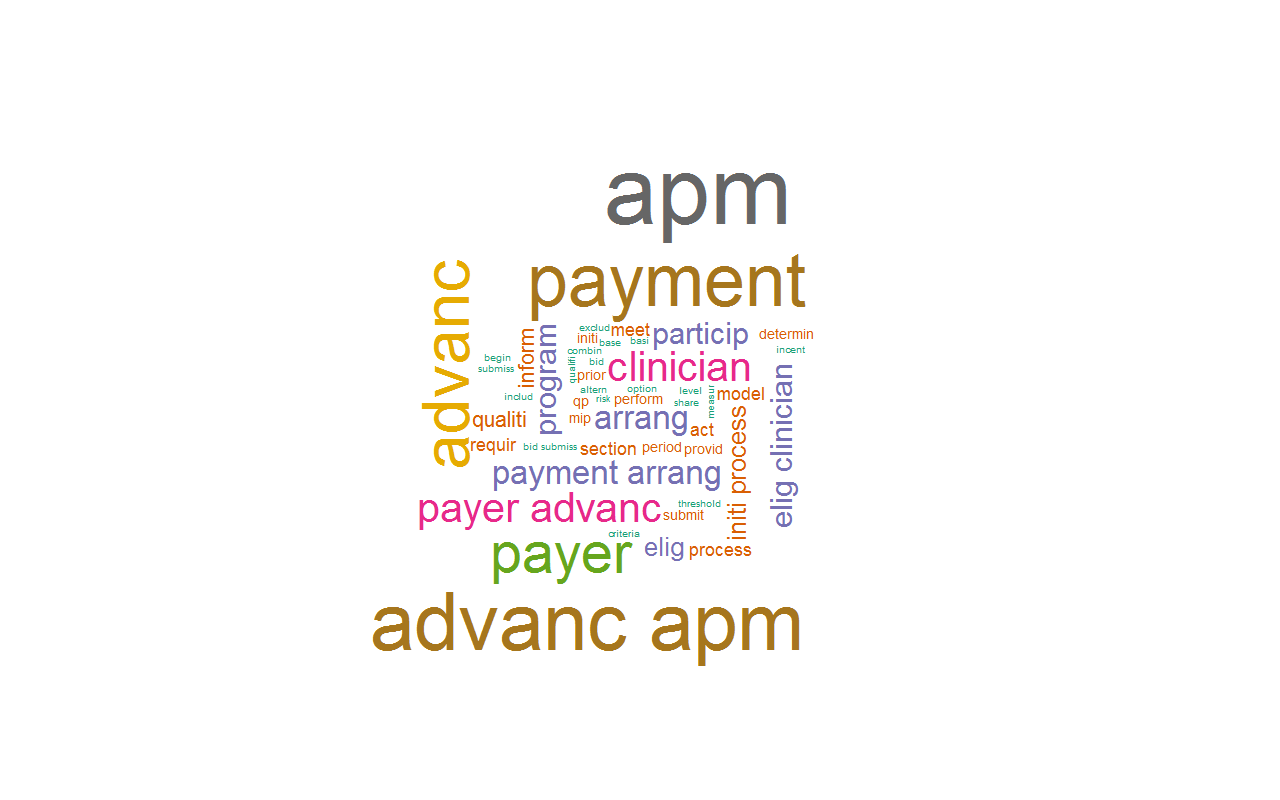 apm
payment
advanc
exclud
meet
particip
determin
initi
base
basi
inform
program
combin
incent
begin
bid
clinician
submiss
qualifi
prior
elig clinician
altern
option
level
model
includ
risk
perform
qp
share
measur
qualiti
mip
arrang
act
initi process
requir
bid submiss
section
period
provid
payment arrang
payer advanc
threshold
submit
criteria
payer
elig
process
advanc apm